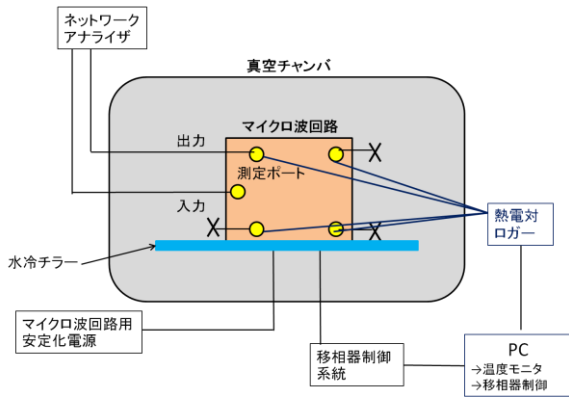 ネットワーク
アナライザ
真空チャンバ
マイクロ波回路
出力
測定ポート
入力
熱電対
ロガー
水冷チラー
マイクロ波回路用
安定化電源
移相器制御
系統
PC
→温度モニタ
→移相器制御